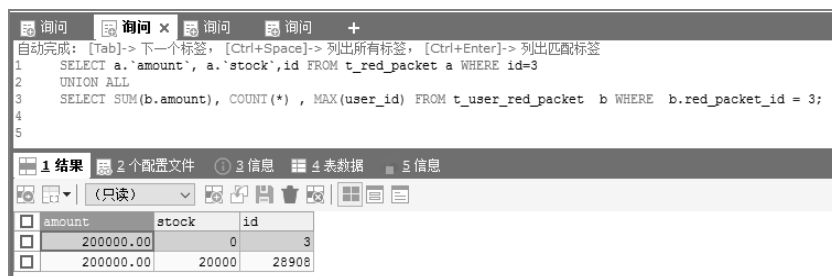 询问 询问 询问 询问
自动完成: [Tab]-> 下一个标签, [Ctrl+Space]-> 列出所有标签, [Ctrl+Enter]-> 列出匹配标签
1 SELECT a.`amount`, a.`stock`,id FROM t_red_packet a WHERE id=3
2 UNION ALL
3 SELECT SUM(b.amount), COUNT(*) , MAX(user_id) FROM t_user_red_packet b WHERE b.red_packet_id = 3;
4
5
1 结果 2 个配置文件 3 信息 4 表数据 5 信息
(只读)
amount stock id
200000.00 0 3
200000.00 20000 28908